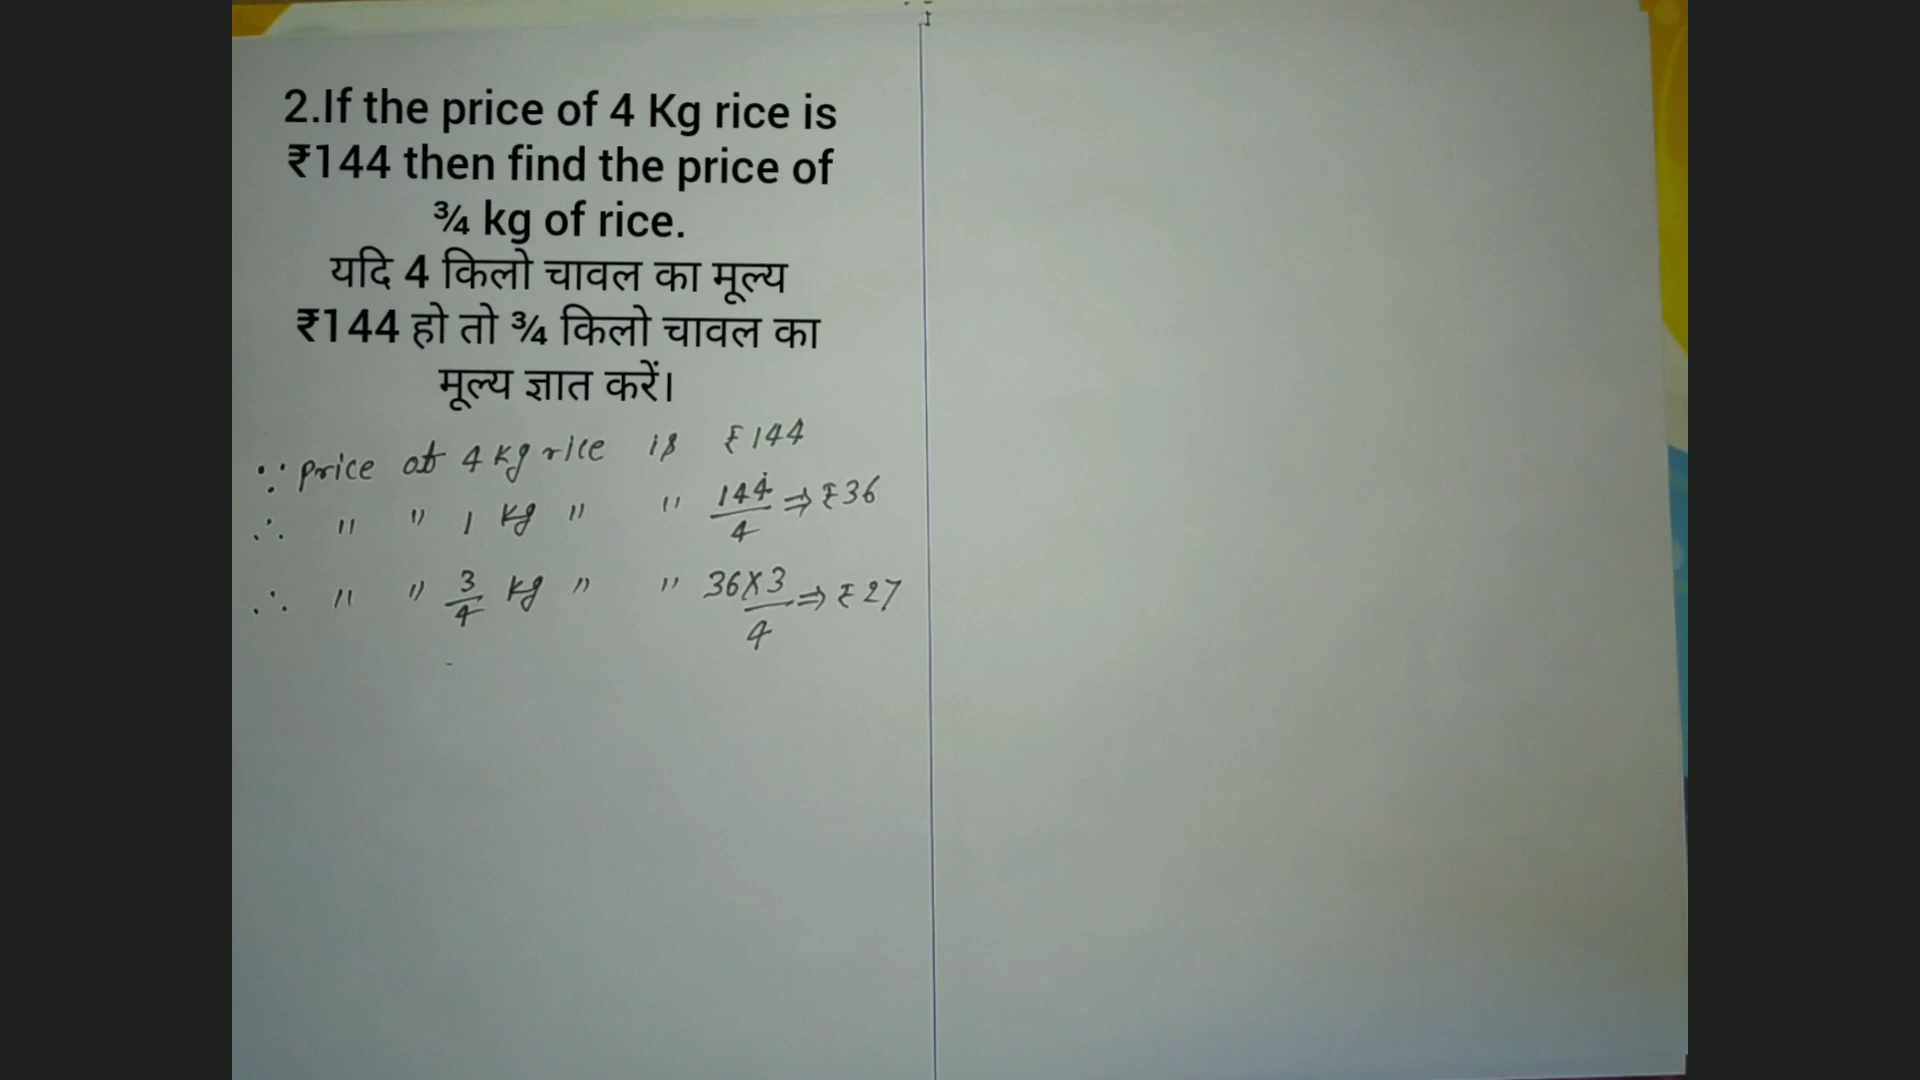 2.If the price of 4 Kg rice is
₹144 then find the price of
¾ kg of rice.
यदि 4 किलो चावल का मूल्य
₹144 हो तो ¾ किलो चावल का
मूल्य ज्ञात करें।
∵ price of 4 kg rice is ₹144
∴ " " 1 kg " " 144/4 ⇒ ₹36
∴ " " 3/4 kg " " 36×3/4 ⇒ ₹27